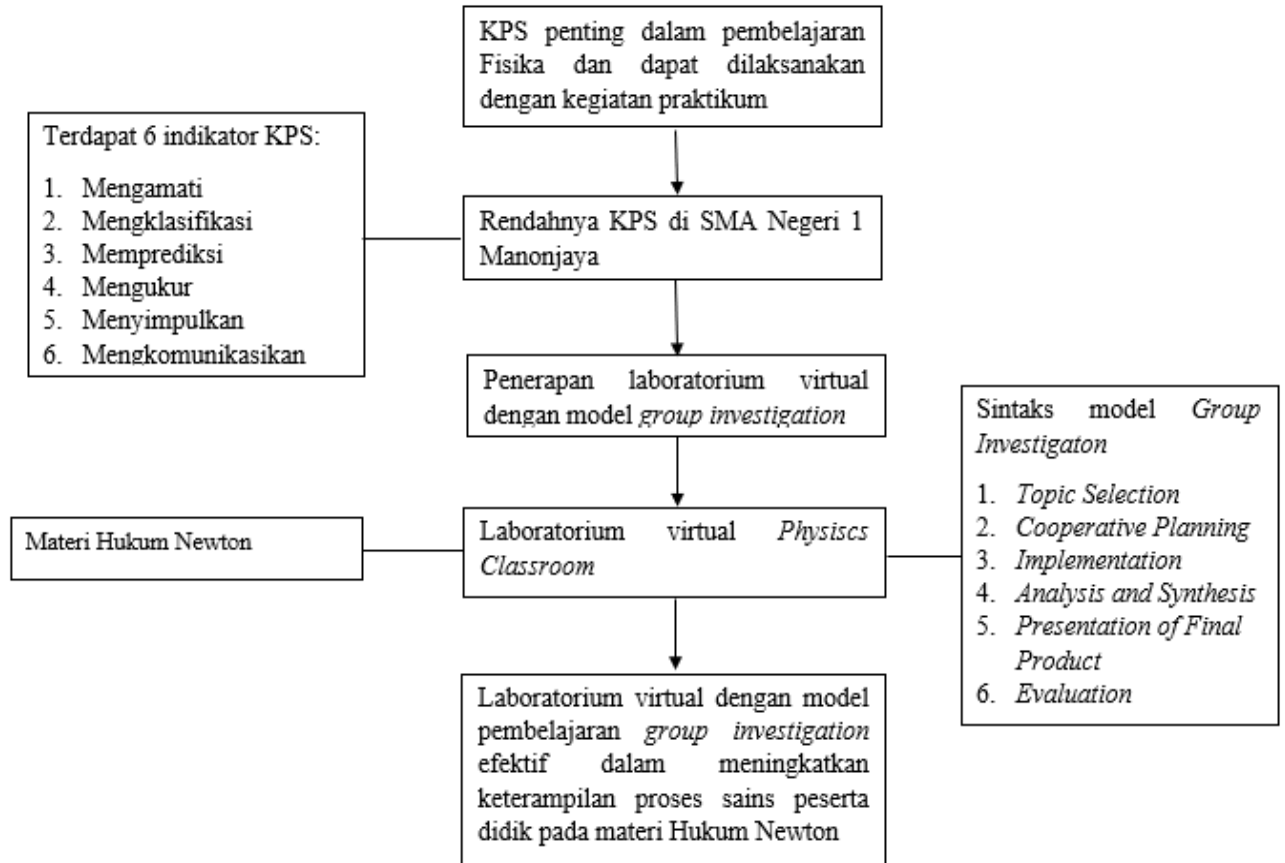 KPS penting dalam pembelajaran
Fisika dan dapat dilaksanakan
dengan kegiatan praktikum
Terdapat 6 indikator KPS:
1. Mengamati
2. Mengklasifikasi
3. Memprediksi
4. Mengukur
5. Menyimpulkan
6. Mengkomunikasikan
Rendahnya KPS di SMA Negeri 1
Manonjaya
Penerapan laboratorium virtual
dengan model group investigation
Sintaks model Group
Investigaton
1. Topic Selection
2. Cooperative Planning
3. Implementation
4. Analysis and Synthesis
5. Presentation of Final
Product
6. Evaluation
Materi Hukum Newton
Laboratorium virtual Physiscs
Classroom
Laboratorium virtual dengan model
pembelajaran group investigation
efektif dalam meningkatkan
keterampilan proses sains peserta
didik pada materi Hukum Newton